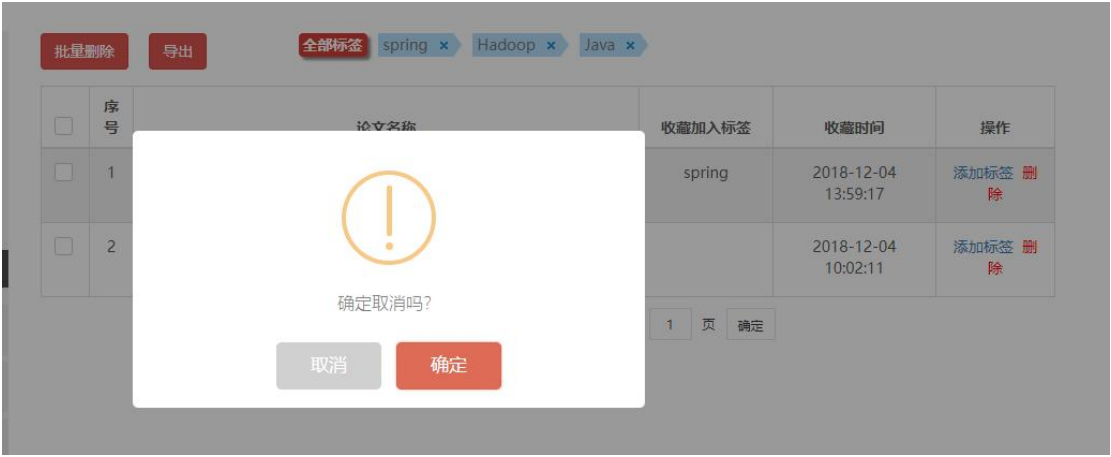 批量删除 导出 全部标签 spring × Hadoop × Java ×
序号 论文名称 收藏加入标签 收藏时间 操作
1 spring 2018-12-04 13:59:17 添加标签 删除
2 2018-12-04 10:02:11 添加标签 删除
确定取消吗?
1 页 确定
取消 确定